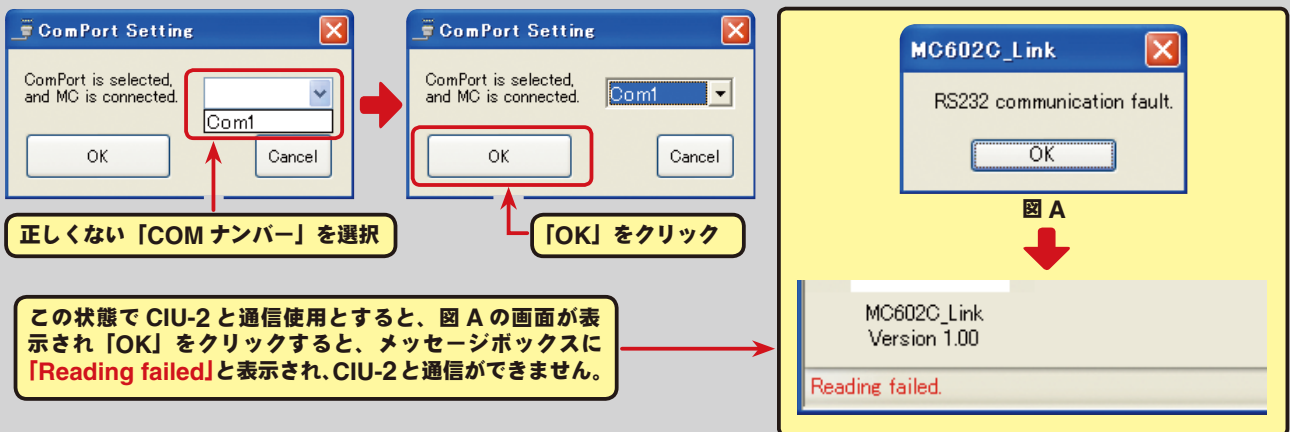 ComPort Setting
ComPort is selected,
and MC is connected.
Com1
OK
Cancel
正しくない「COM ナンバー」を選択
ComPort Setting
ComPort is selected,
and MC is connected.
Com1
OK
Cancel
「OK」をクリック
この状態で CIU-2 と通信使用とすると、図 A の画面が表
示され「OK」をクリックすると、メッセージボックスに
「Reading failed」と表示され、CIU-2 と通信ができません。
MC602C_Link
RS232 communication fault.
OK
図 A
MC602C_Link
Version 1.00
Reading failed.